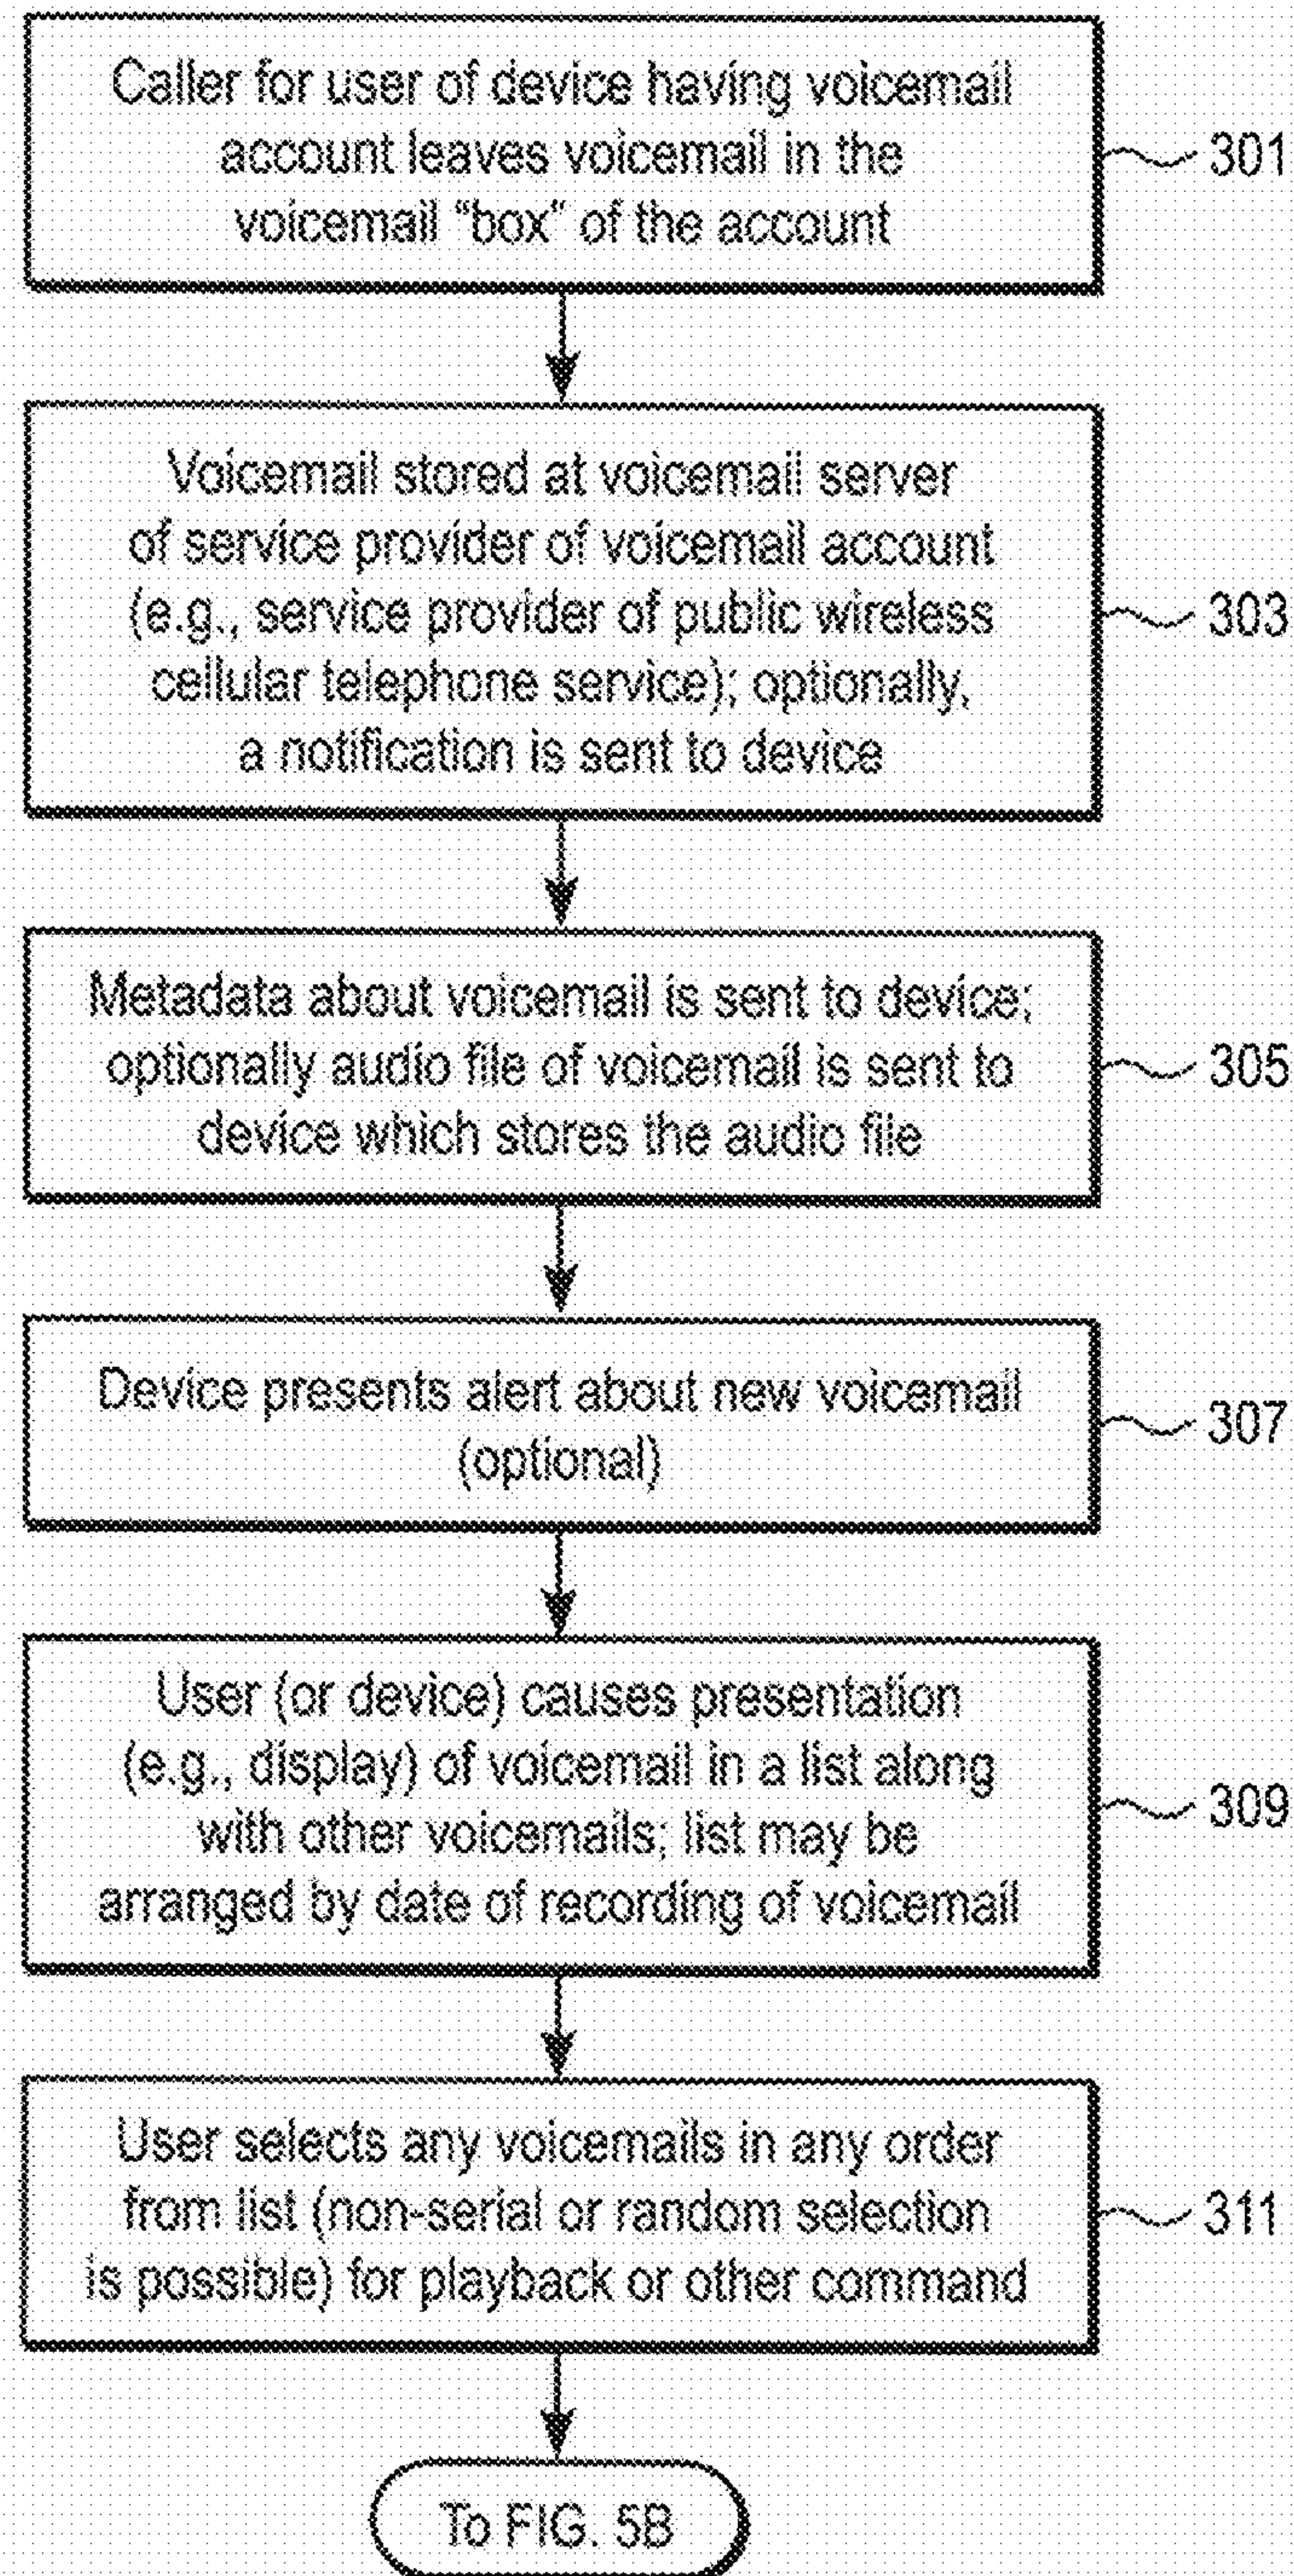 Caller for user of device having voicemail
account leaves voicemail in the
voicemail “box” of the account
301
Voicemail stored at voicemail server
of service provider of voicemail account
(e.g., service provider of public wireless
cellular telephone service); optionally,
a notification is sent to device
303
Metadata about voicemail is sent to device;
optionally audio file of voicemail is sent to
device which stores the audio file
305
Device presents alert about new voicemail
(optional)
307
User (or device) causes presentation
(e.g., display) of voicemail in a list along
with other voicemails; list may be
arranged by date of recording of voicemail
309
User selects any voicemails in any order
from list (non-serial or random selection
is possible) for playback or other command
311
To FIG. 5B